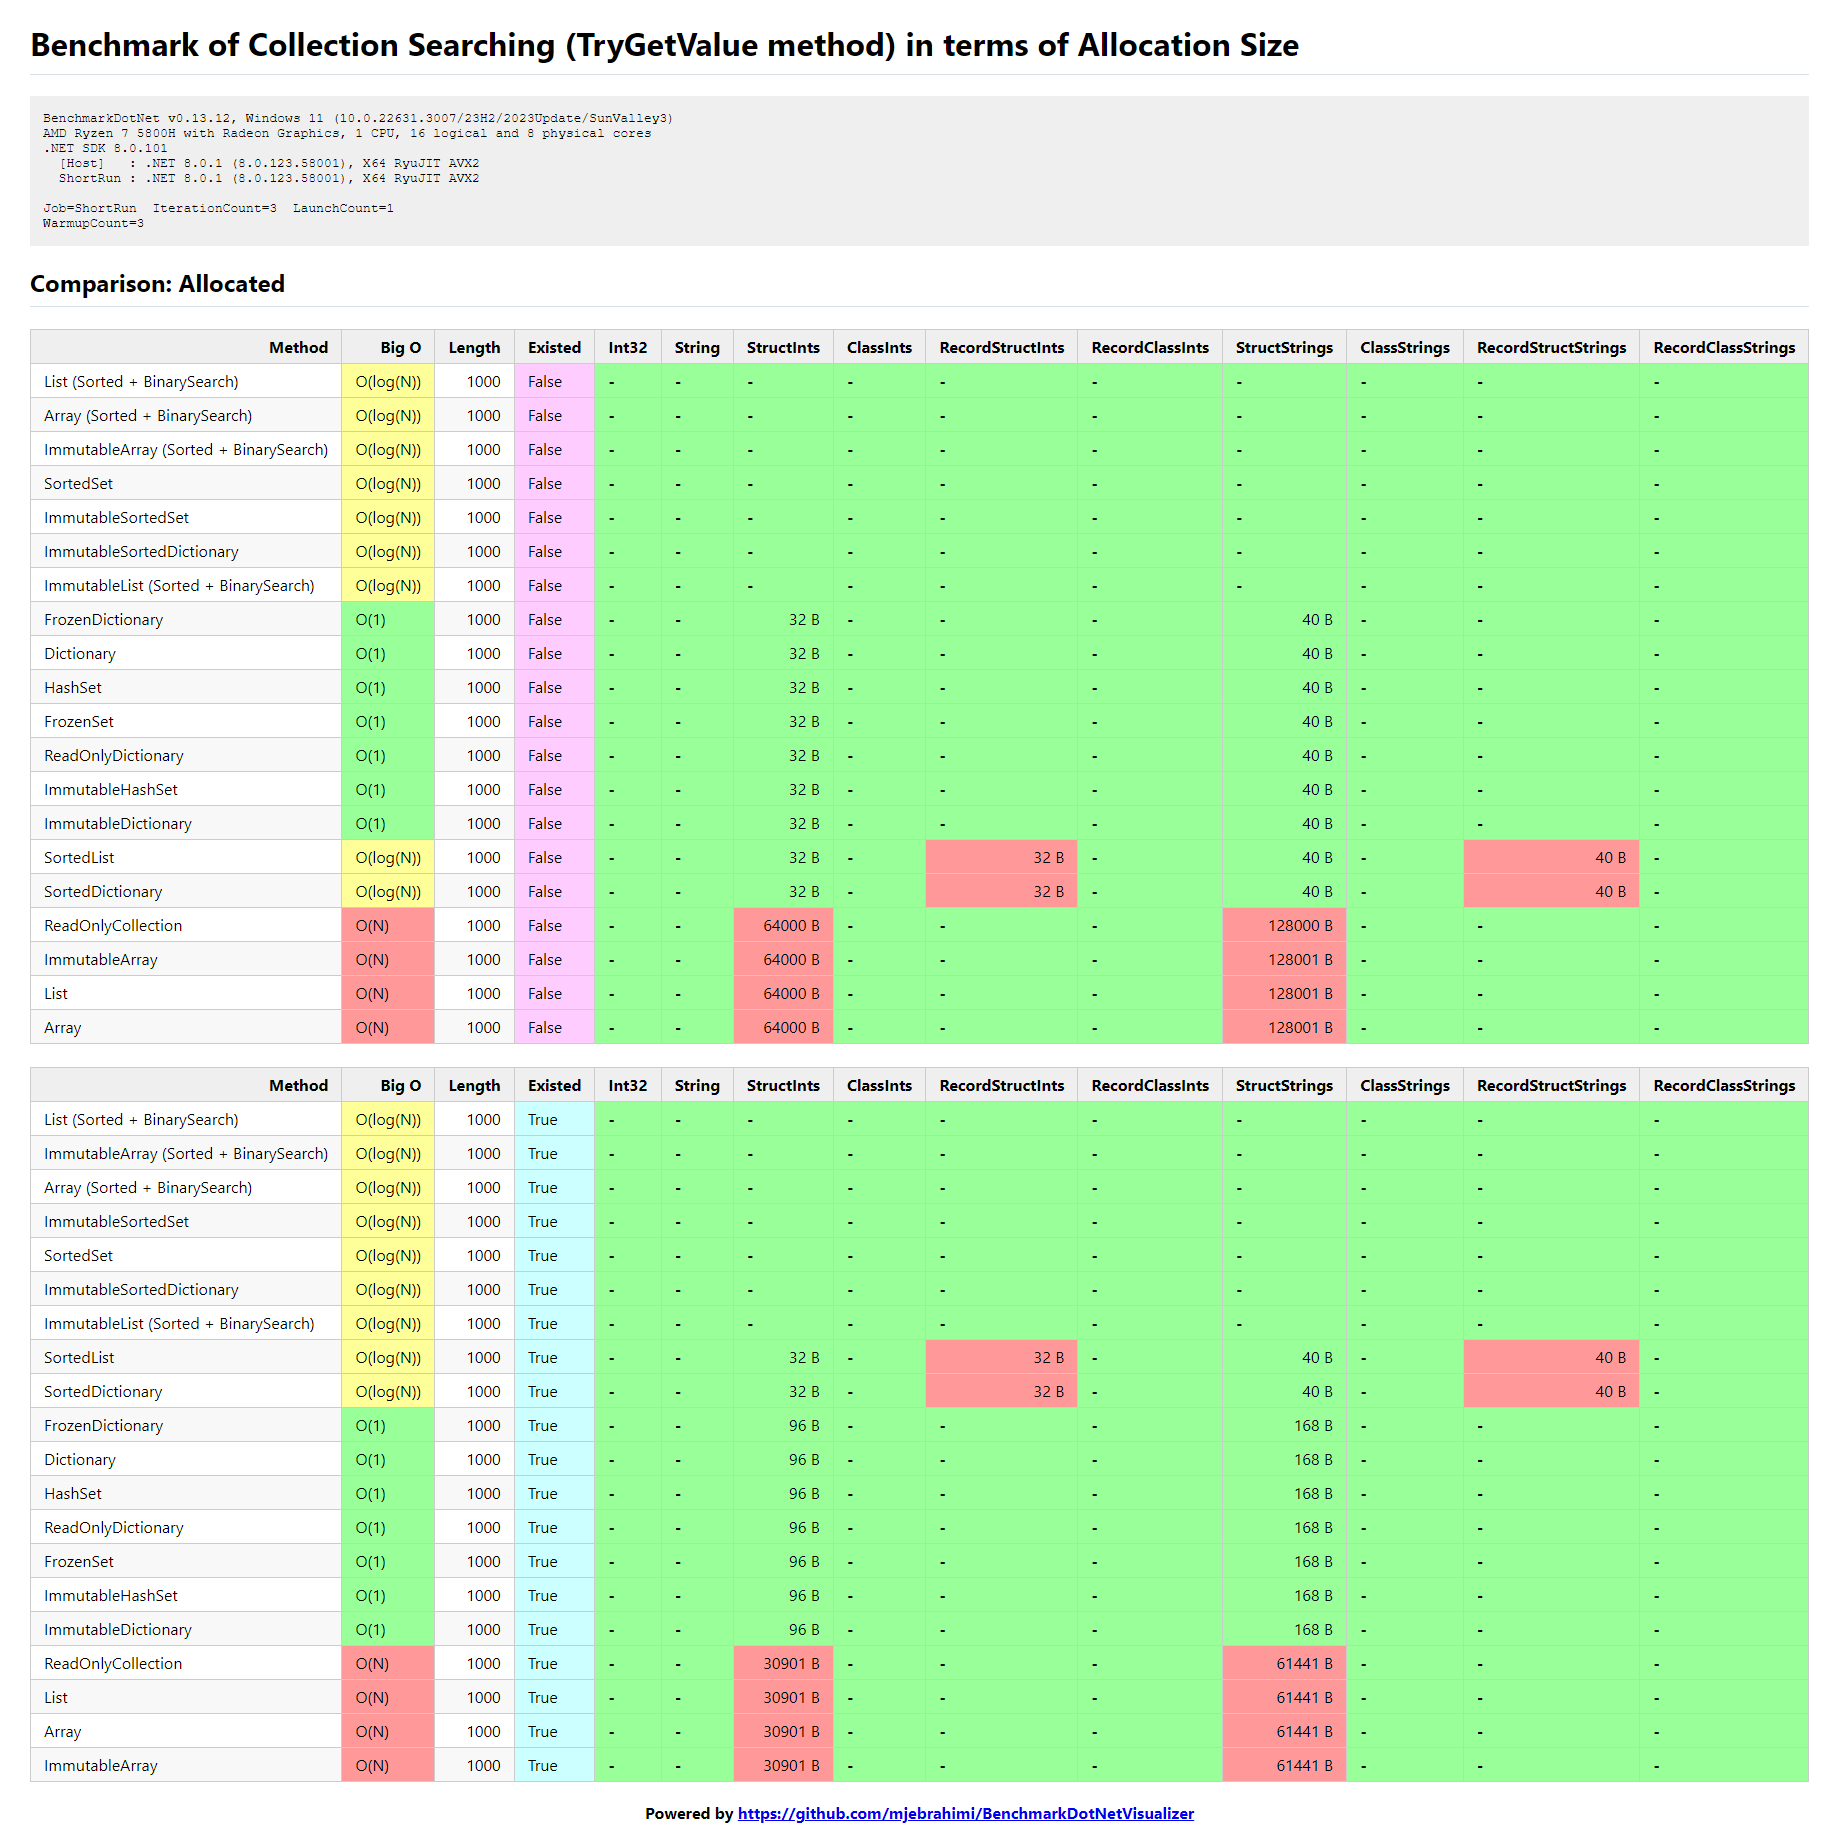 Benchmark of Collection Searching (TryGetValue method) in terms of Allocation Size
BenchmarkDotNet v0.13.12, Windows 11 (10.0.22631.3007/23H2/2023Update/SunValley3)
AMD Ryzen 7 5800H with Radeon Graphics, 1 CPU, 16 logical and 8 physical cores
.NET SDK 8.0.101
[Host]   : .NET 8.0.1 (8.0.123.58001), X64 RyuJIT AVX2
ShortRun : .NET 8.0.1 (8.0.123.58001), X64 RyuJIT AVX2
Job=ShortRun  IterationCount=3  LaunchCount=1
WarmupCount=3
Comparison: Allocated
Method Big O Length Existed Int32 String StructInts ClassInts RecordStructInts RecordClassInts StructStrings ClassStrings RecordStructStrings RecordClassStrings
List (Sorted + BinarySearch) O(log(N)) 1000 False - - - - - - - - - -
Array (Sorted + BinarySearch) O(log(N)) 1000 False - - - - - - - - - -
ImmutableArray (Sorted + BinarySearch) O(log(N)) 1000 False - - - - - - - - - -
SortedSet O(log(N)) 1000 False - - - - - - - - - -
ImmutableSortedSet O(log(N)) 1000 False - - - - - - - - - -
ImmutableSortedDictionary O(log(N)) 1000 False - - - - - - - - - -
ImmutableList (Sorted + BinarySearch) O(log(N)) 1000 False - - - - - - - - - -
FrozenDictionary O(1) 1000 False - - 32 B - - - 40 B - - -
Dictionary O(1) 1000 False - - 32 B - - - 40 B - - -
HashSet O(1) 1000 False - - 32 B - - - 40 B - - -
FrozenSet O(1) 1000 False - - 32 B - - - 40 B - - -
ReadOnlyDictionary O(1) 1000 False - - 32 B - - - 40 B - - -
ImmutableHashSet O(1) 1000 False - - 32 B - - - 40 B - - -
ImmutableDictionary O(1) 1000 False - - 32 B - - - 40 B - - -
SortedList O(log(N)) 1000 False - - 32 B - 32 B - 40 B - 40 B -
SortedDictionary O(log(N)) 1000 False - - 32 B - 32 B - 40 B - 40 B -
ReadOnlyCollection O(N) 1000 False - - 64000 B - - - 128000 B - - -
ImmutableArray O(N) 1000 False - - 64000 B - - - 128001 B - - -
List O(N) 1000 False - - 64000 B - - - 128001 B - - -
Array O(N) 1000 False - - 64000 B - - - 128001 B - - -
Method Big O Length Existed Int32 String StructInts ClassInts RecordStructInts RecordClassInts StructStrings ClassStrings RecordStructStrings RecordClassStrings
List (Sorted + BinarySearch) O(log(N)) 1000 True - - - - - - - - - -
ImmutableArray (Sorted + BinarySearch) O(log(N)) 1000 True - - - - - - - - - -
Array (Sorted + BinarySearch) O(log(N)) 1000 True - - - - - - - - - -
ImmutableSortedSet O(log(N)) 1000 True - - - - - - - - - -
SortedSet O(log(N)) 1000 True - - - - - - - - - -
ImmutableSortedDictionary O(log(N)) 1000 True - - - - - - - - - -
ImmutableList (Sorted + BinarySearch) O(log(N)) 1000 True - - - - - - - - - -
SortedList O(log(N)) 1000 True - - 32 B - 32 B - 40 B - 40 B -
SortedDictionary O(log(N)) 1000 True - - 32 B - 32 B - 40 B - 40 B -
FrozenDictionary O(1) 1000 True - - 96 B - - - 168 B - - -
Dictionary O(1) 1000 True - - 96 B - - - 168 B - - -
HashSet O(1) 1000 True - - 96 B - - - 168 B - - -
ReadOnlyDictionary O(1) 1000 True - - 96 B - - - 168 B - - -
FrozenSet O(1) 1000 True - - 96 B - - - 168 B - - -
ImmutableHashSet O(1) 1000 True - - 96 B - - - 168 B - - -
ImmutableDictionary O(1) 1000 True - - 96 B - - - 168 B - - -
ReadOnlyCollection O(N) 1000 True - - 30901 B - - - 61441 B - - -
List O(N) 1000 True - - 30901 B - - - 61441 B - - -
Array O(N) 1000 True - - 30901 B - - - 61441 B - - -
ImmutableArray O(N) 1000 True - - 30901 B - - - 61441 B - - -
Powered by https://github.com/mjebrahimi/BenchmarkDotNetVisualizer